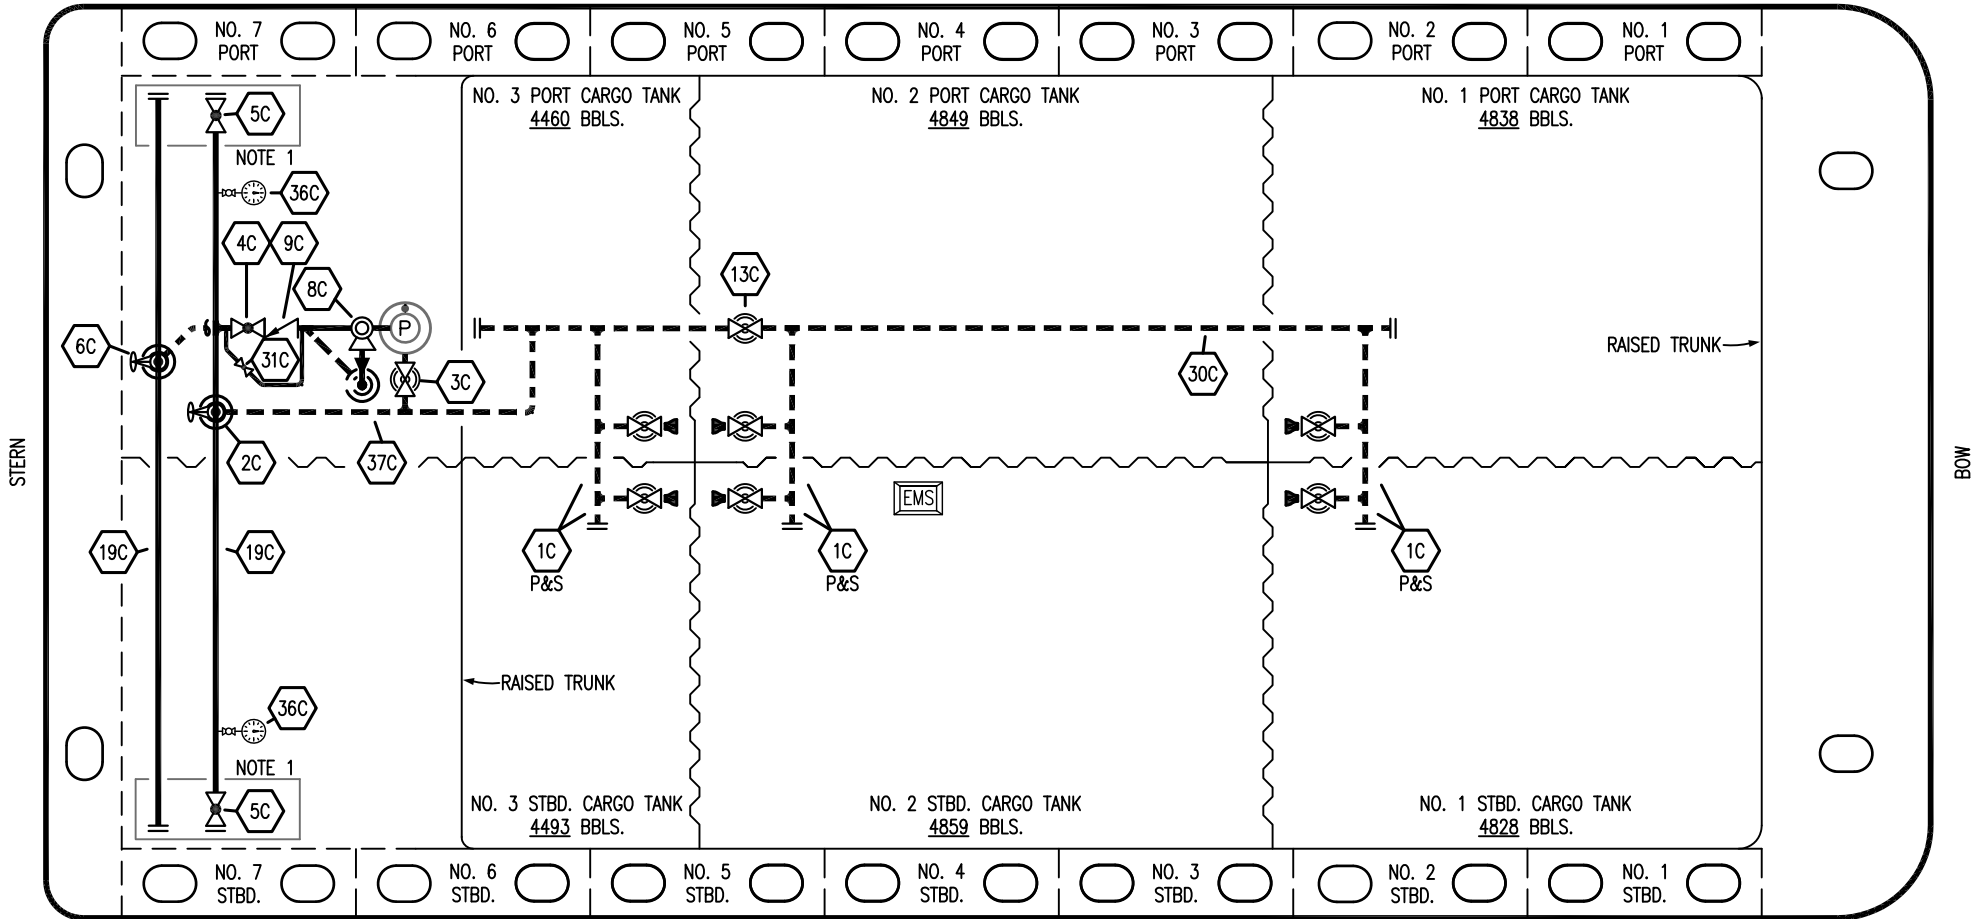 NO. 7
PORT
NO. 6
PORT
NO. 5
PORT
NO. 4
PORT
NO. 3
PORT
NO. 2
PORT
NO. 1
PORT
NO. 3 PORT CARGO TANK
4460 BBLS.
NO. 2 PORT CARGO TANK
4849 BBLS.
NO. 1 PORT CARGO TANK
4838 BBLS.
5C
NOTE 1
36C
4C
9C
8C
13C
P
6C
31C
3C
30C
RAISED TRUNK
2C
37C
STERN
BOW
EMS
19C
19C
1C
P&S
1C
P&S
1C
P&S
RAISED TRUNK
36C
NOTE 1
5C
NO. 3 STBD. CARGO TANK
4493 BBLS.
NO. 2 STBD. CARGO TANK
4859 BBLS.
NO. 1 STBD. CARGO TANK
4828 BBLS.
NO. 7
STBD.
NO. 6
STBD.
NO. 5
STBD.
NO. 4
STBD.
NO. 3
STBD.
NO. 2
STBD.
NO. 1
STBD.